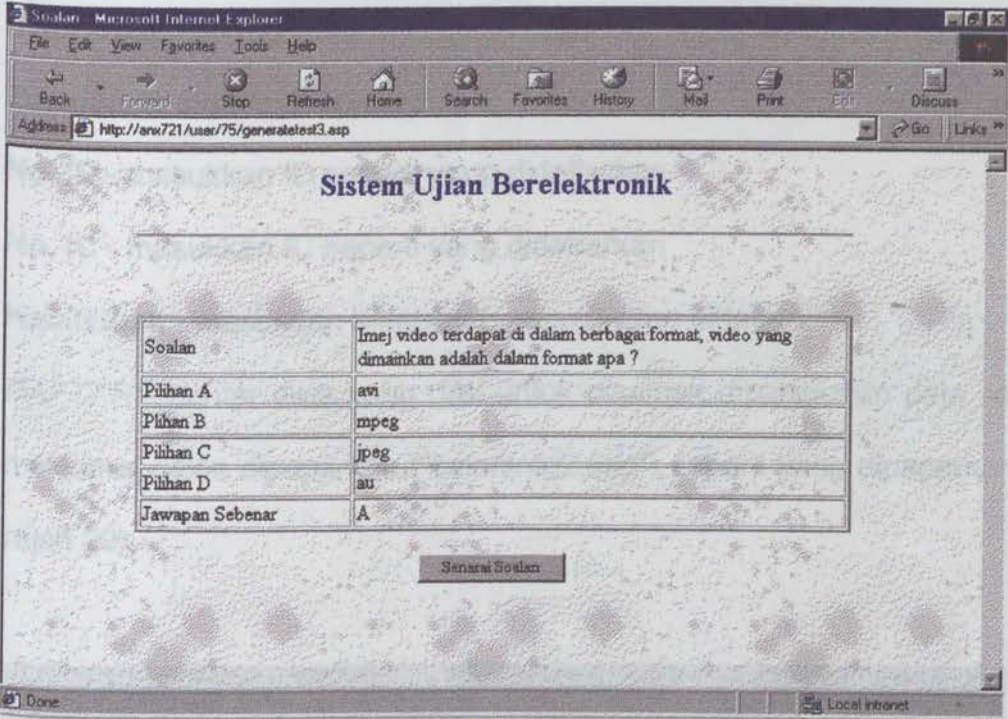 Soalan - Microsoft Internet Explorer
File Edit View Favorites Tools Help
Back Forward Stop Refresh Home Search Favorites History Mail Print Edit Discuss
Address http://anx721/user/75/generatetest3.asp Go Links
Sistem Ujian Berelektronik
Soalan Imej video terdapat di dalam berbagai format, video yang
dimainkan adalah dalam format apa ?
Pilihan A avi
Plihan B mpeg
Pilihan C jpeg
Pilihan D au
Jawapan Sebenar A
Senarai Soalan
Done Local intranet